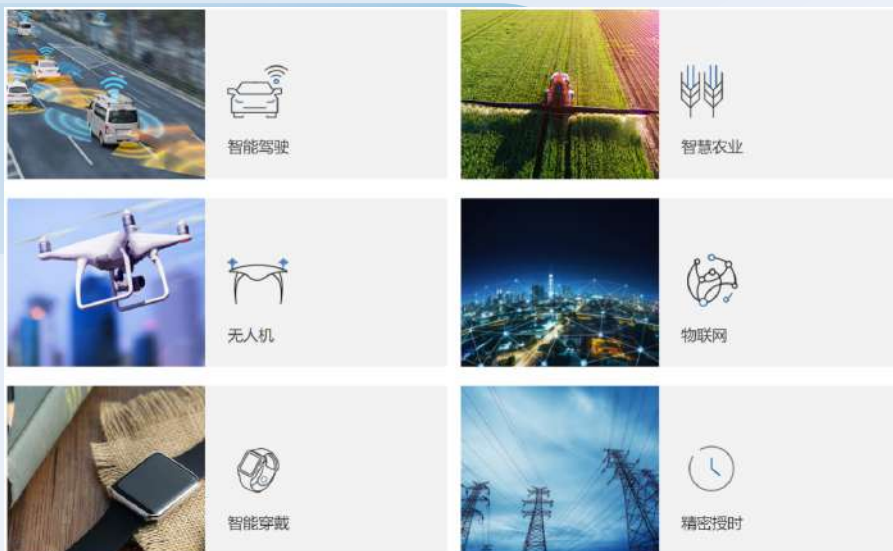 智能驾驶
智慧农业
无人机
物联网
智能穿戴
精密授时